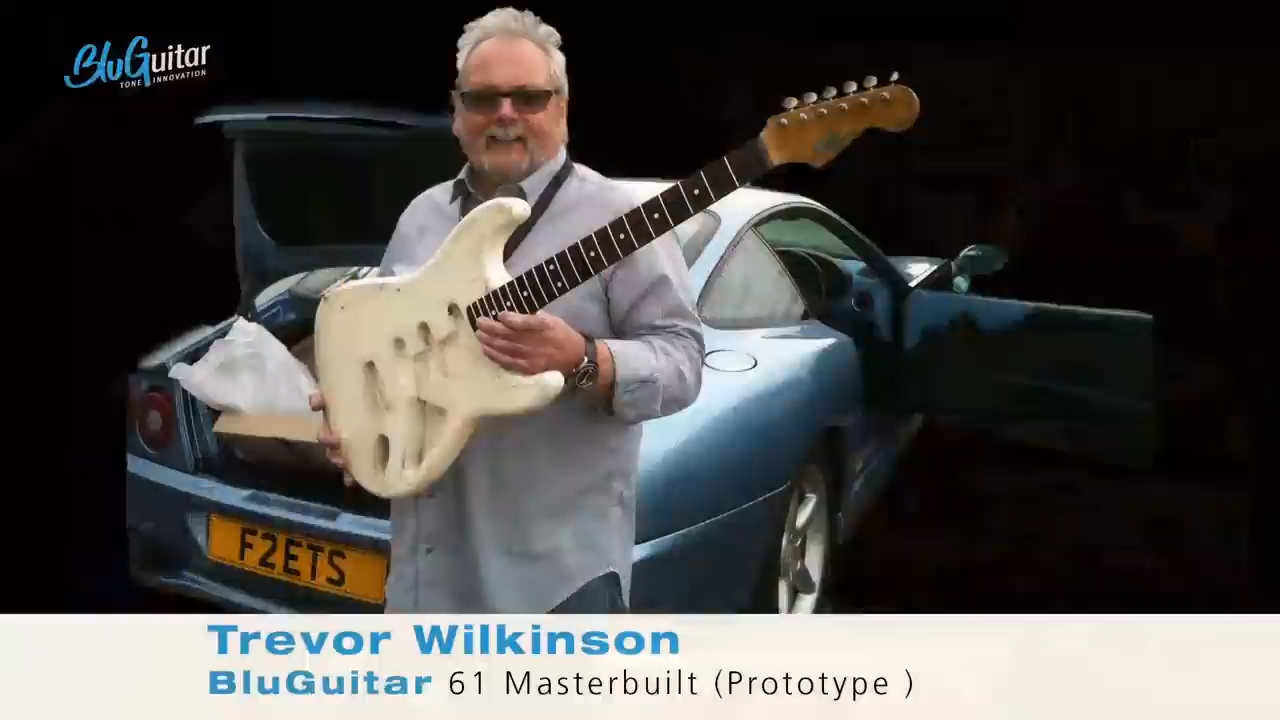 BluGuitar
TONE INNOVATION
F2ETS
Trevor Wilkinson
BluGuitar 61 Masterbuilt (Prototype )